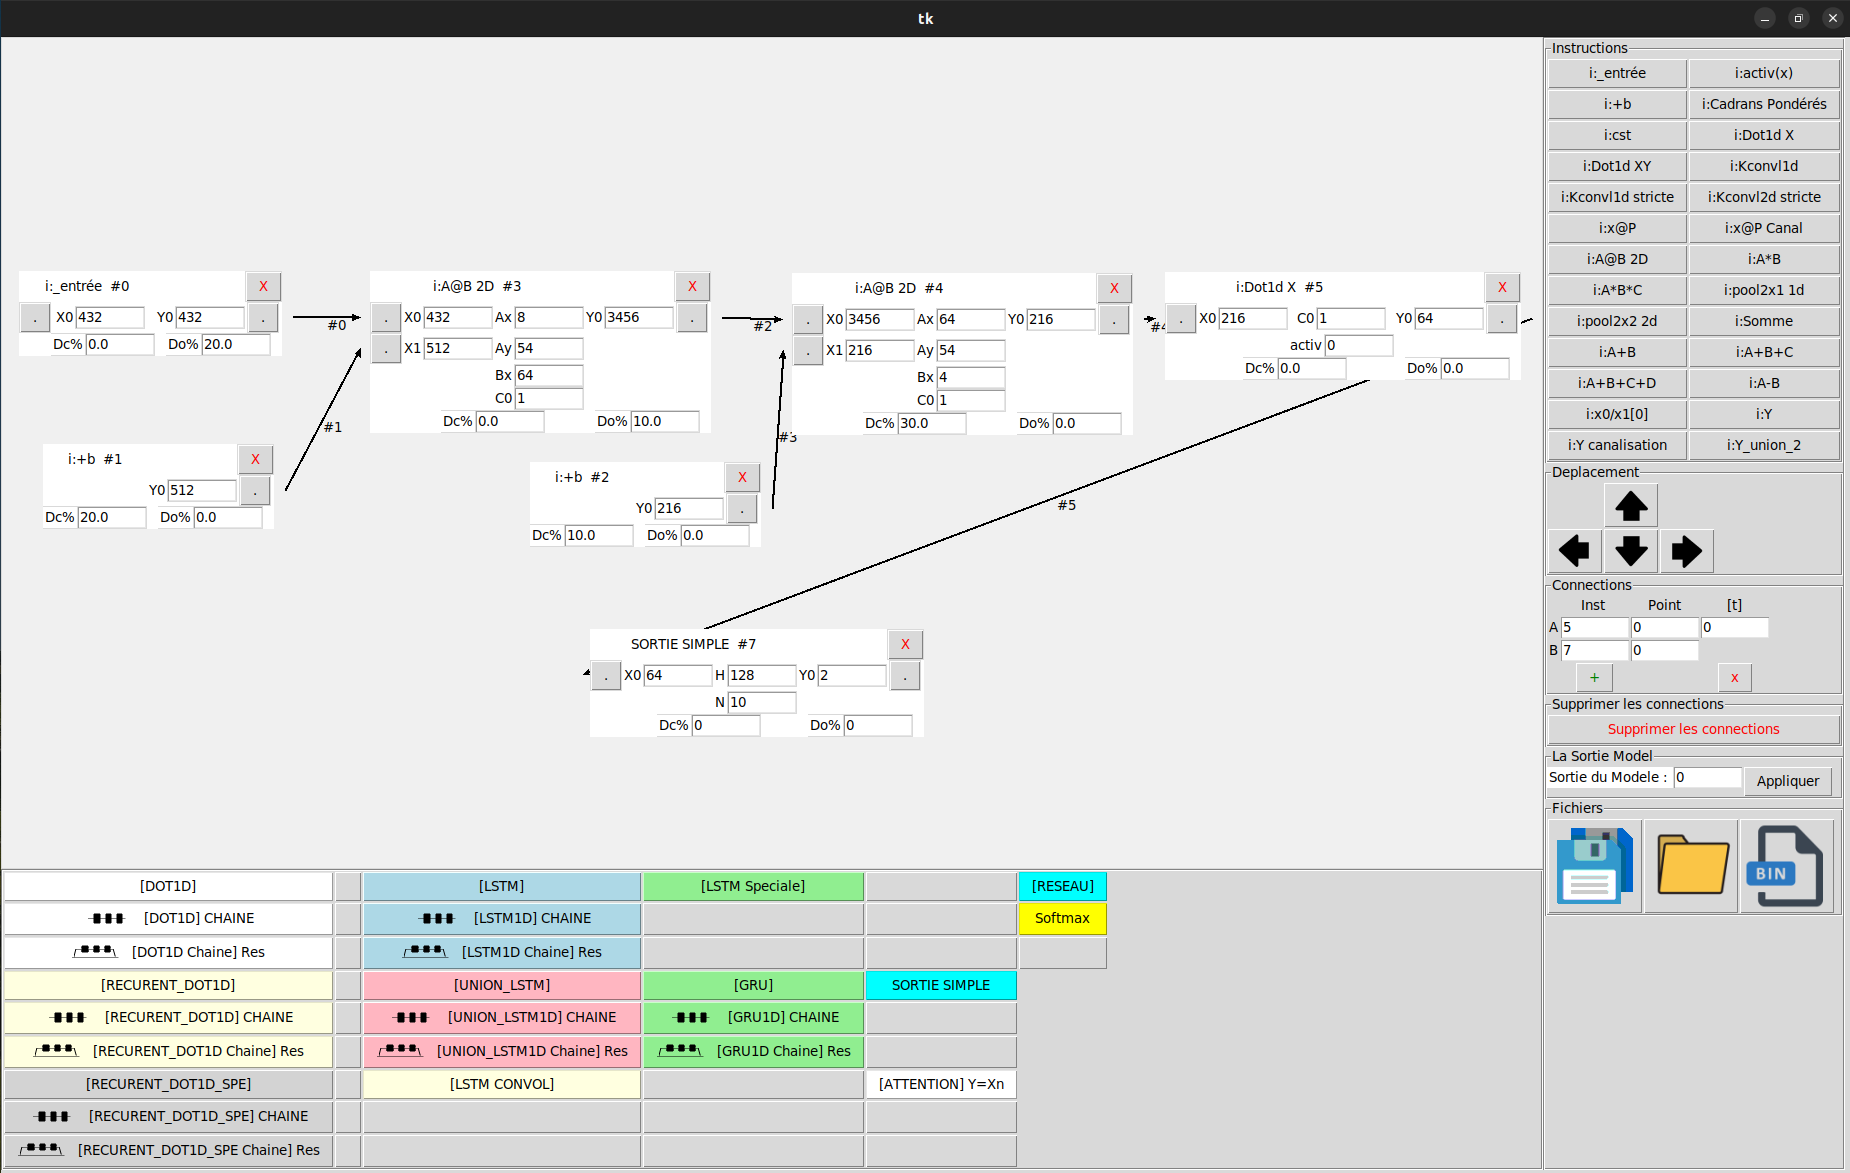 tk
i:_entrée #0
X
. X0 432 Y0 432 .
Dc% 0.0 Do% 20.0
#0
i:A@B 2D #3
X
. X0 432 Ax 8 Y0 3456 .
. X1 512 Ay 54
Bx 64
C0 1
Dc% 0.0 Do% 10.0
#2
i:A@B 2D #4
X
. X0 3456 Ax 64 Y0 216 .
. X1 216 Ay 54
Bx 4
C0 1
Dc% 30.0 Do% 0.0
#4
i:Dot1d X #5
X
. X0 216 C0 1 Y0 64 .
activ 0
Dc% 0.0 Do% 0.0
#1
#3
i:+b #1
X
Y0 512 .
Dc% 20.0 Do% 0.0
i:+b #2
X
Y0 216 .
Dc% 10.0 Do% 0.0
#5
SORTIE SIMPLE #7
X
. X0 64 H 128 Y0 2 .
N 10
Dc% 0 Do% 0
Instructions
i:_entrée i:activ(x)
i:+b i:Cadrans Pondérés
i:cst i:Dot1d X
i:Dot1d XY i:Kconvl1d
i:Kconvl1d stricte i:Kconvl2d stricte
i:x@P i:x@P Canal
i:A@B 2D i:A*B
i:A*B*C i:pool2x1 1d
i:pool2x2 2d i:Somme
i:A+B i:A+B+C
i:A+B+C+D i:A-B
i:x0/x1[0] i:Y
i:Y canalisation i:Y_union_2
Deplacement
Connections
Inst Point [t]
A 5 0 0
B 7 0
+ x
Supprimer les connections
Supprimer les connections
La Sortie Model
Sortie du Modele : 0 Appliquer
Fichiers
BIN
[DOT1D] [LSTM] [LSTM Speciale] [RESEAU]
[DOT1D] CHAINE [LSTM1D] CHAINE Softmax
[DOT1D Chaine] Res [LSTM1D Chaine] Res
[RECURENT_DOT1D] [UNION_LSTM] [GRU] SORTIE SIMPLE
[RECURENT_DOT1D] CHAINE [UNION_LSTM1D] CHAINE [GRU1D] CHAINE
[RECURENT_DOT1D Chaine] Res [UNION_LSTM1D Chaine] Res [GRU1D Chaine] Res
[RECURENT_DOT1D_SPE] [LSTM CONVOL] [ATTENTION] Y=Xn
[RECURENT_DOT1D_SPE] CHAINE
[RECURENT_DOT1D_SPE Chaine] Res